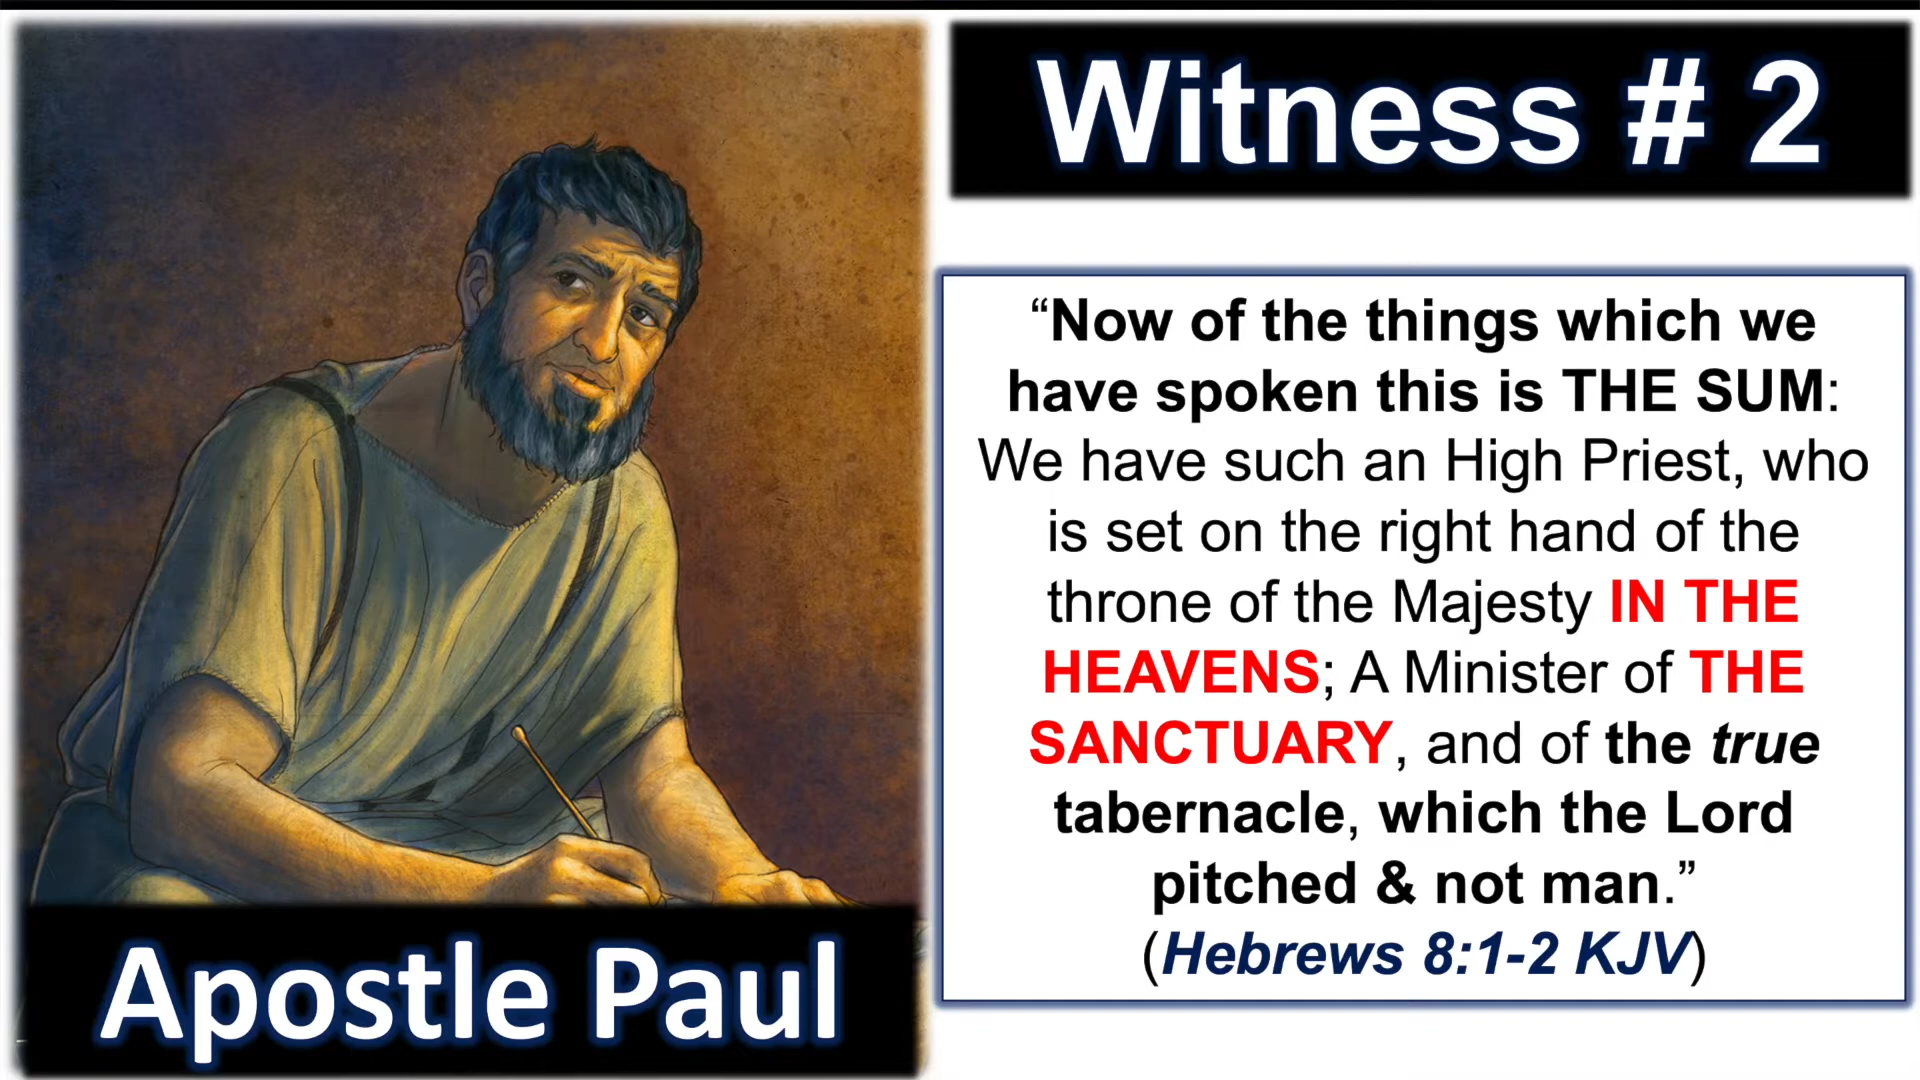 Witness # 2
“Now of the things which we
have spoken this is THE SUM:
We have such an High Priest, who
is set on the right hand of the
throne of the Majesty IN THE
HEAVENS; A Minister of THE
SANCTUARY, and of the true
tabernacle, which the Lord
pitched & not man.”
(Hebrews 8:1-2 KJV)
Apostle Paul